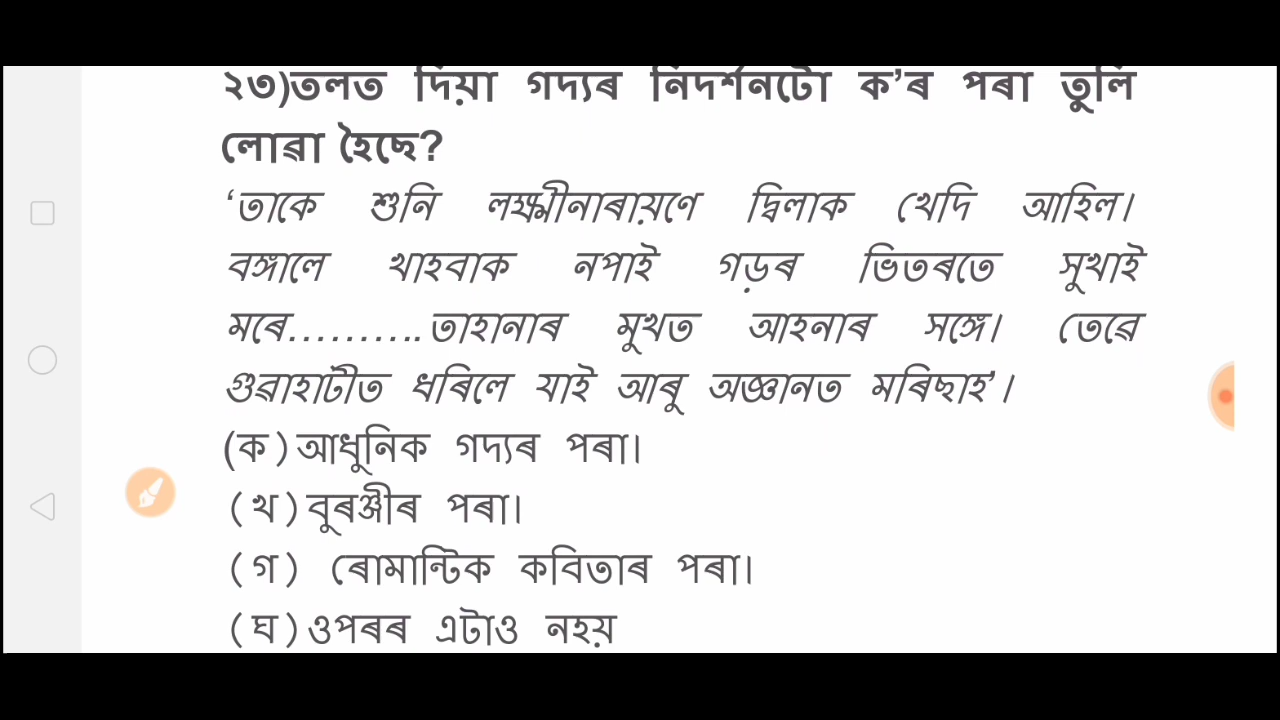 ২৩)তলত দিয়া গদ্যৰ নিদৰ্শনটো ক’ৰ পৰা তুলি
লোৱা হৈছে?
‘তাকে শুনি লক্ষ্মীনাৰায়ণে দ্বিলাক খেদি আহিল।
বঙ্গালে খাহবাক নপাই গড়ৰ ভিতৰতে সুখাই
মৰে...........তাহানাৰ মুখত আহনাৰ সঙ্গে। তেৱে
গুৱাহাটীত ধৰিলে যাই আৰু অজ্ঞানত মৰিছাহ’।
(ক)আধুনিক গদ্যৰ পৰা।
(খ)বুৰঞ্জীৰ পৰা।
(গ) ৰোমান্টিক কবিতাৰ পৰা।
(ঘ)ওপৰৰ এটাও নহয়